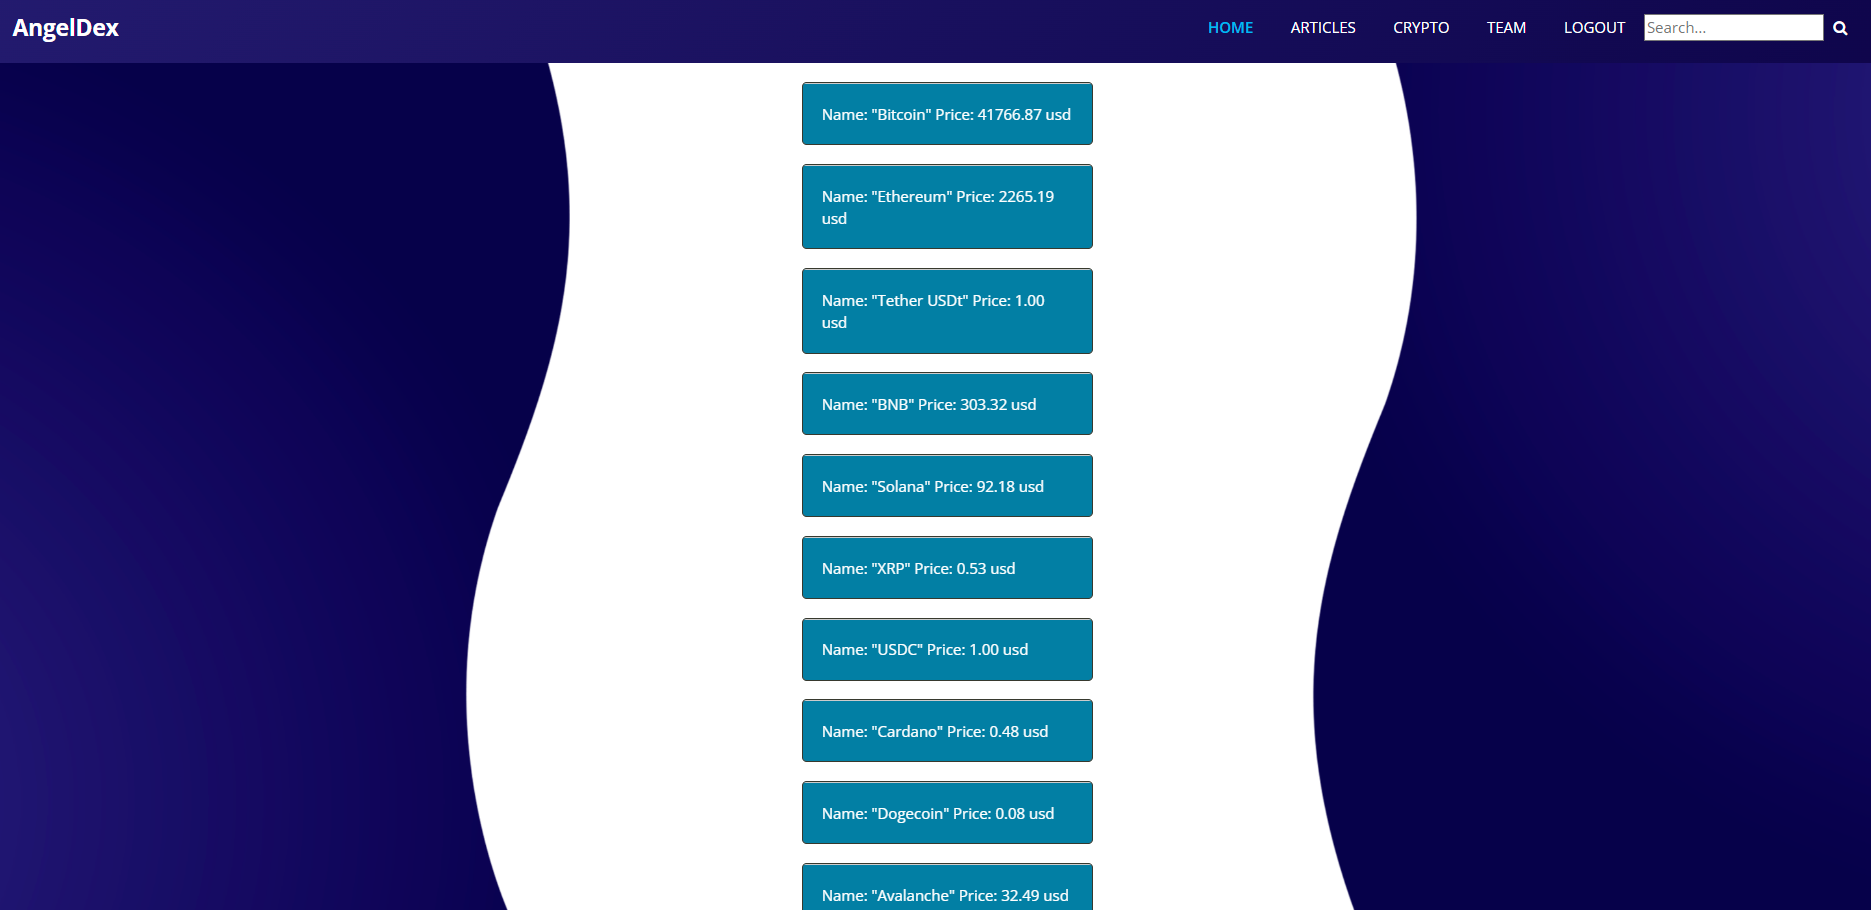 AngelDex
HOME ARTICLES CRYPTO TEAM LOGOUT Search...
Name: "Bitcoin" Price: 41766.87 usd
Name: "Ethereum" Price: 2265.19
usd
Name: "Tether USDt" Price: 1.00
usd
Name: "BNB" Price: 303.32 usd
Name: "Solana" Price: 92.18 usd
Name: "XRP" Price: 0.53 usd
Name: "USDC" Price: 1.00 usd
Name: "Cardano" Price: 0.48 usd
Name: "Dogecoin" Price: 0.08 usd
Name: "Avalanche" Price: 32.49 usd